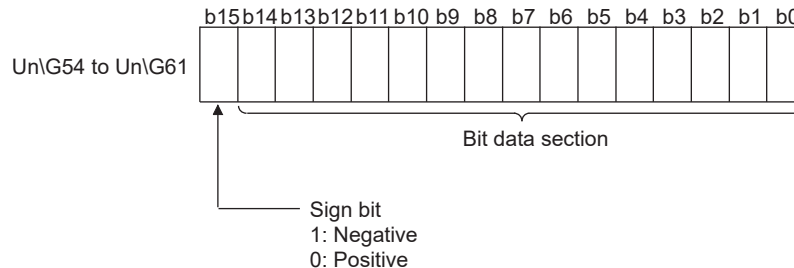 b15 b14 b13 b12 b11 b10 b9 b8 b7 b6 b5 b4 b3 b2 b1 b0
Un\G54 to Un\G61
Bit data section
Sign bit
1: Negative
0: Positive